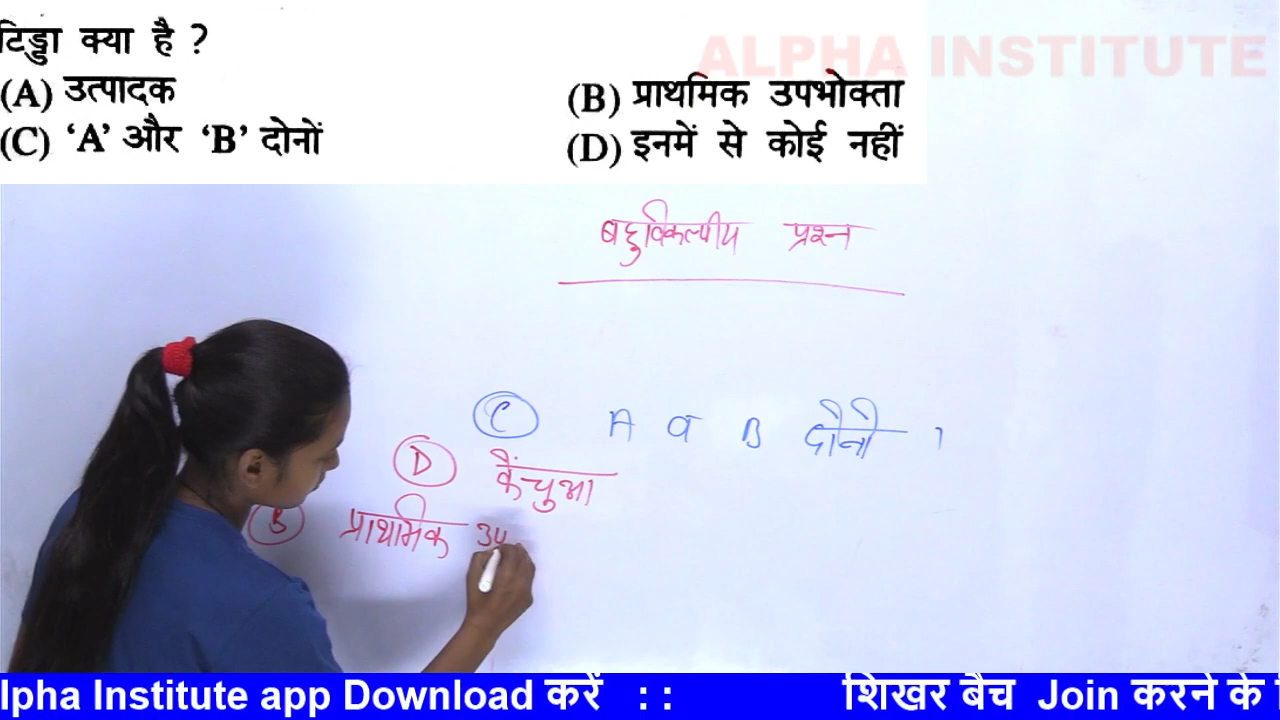 टिड्डा क्या है ?
ALPHA INSTITUTE
(A) उत्पादक
(B) प्राथमिक उपभोक्ता
(C) ‘A’ और ‘B’ दोनों
(D) इनमें से कोई नहीं
बहुविकल्पीय प्रश्न
C A व B दोनों ।
D केंचुआ
B प्राथमिक उप
lpha Institute app Download करें : : शिखर बैच Join करने के